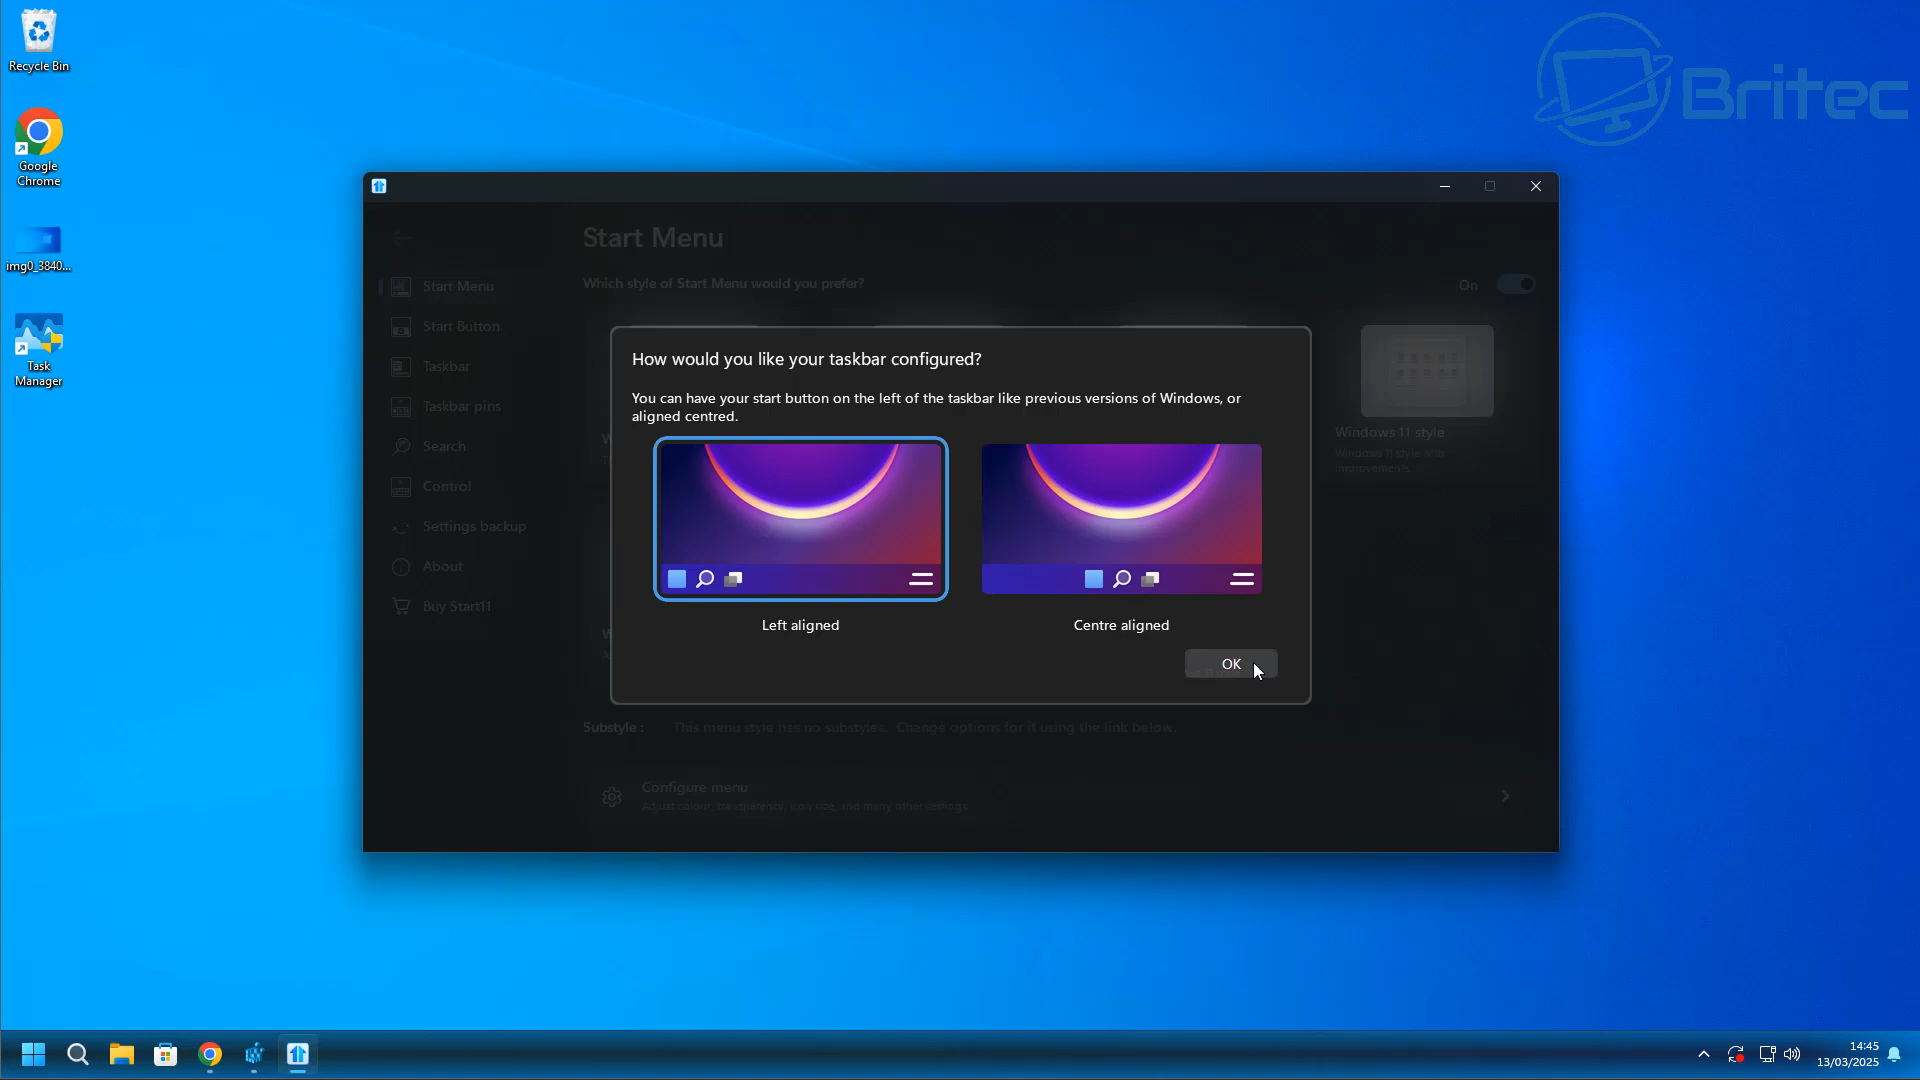 Recycle Bin
Google
Chrome
img0_3840...
Task
Manager
Britec
Start Menu
Which style of Start Menu would you prefer?
On
Start Menu
Start Button
Taskbar
Taskbar pins
Search
Control
Settings backup
About
Buy Start11
How would you like your taskbar configured?
You can have your start button on the left of the taskbar like previous versions of Windows, or
aligned centred.
Left aligned
Centre aligned
OK
Windows 11 style
Windows 11 style with
improvements.
Substyle :
This menu style has no substyles. Change options for it using the link below.
Configure menu
Adjust colour, transparency, icon size, and many other settings
14:45
13/03/2025